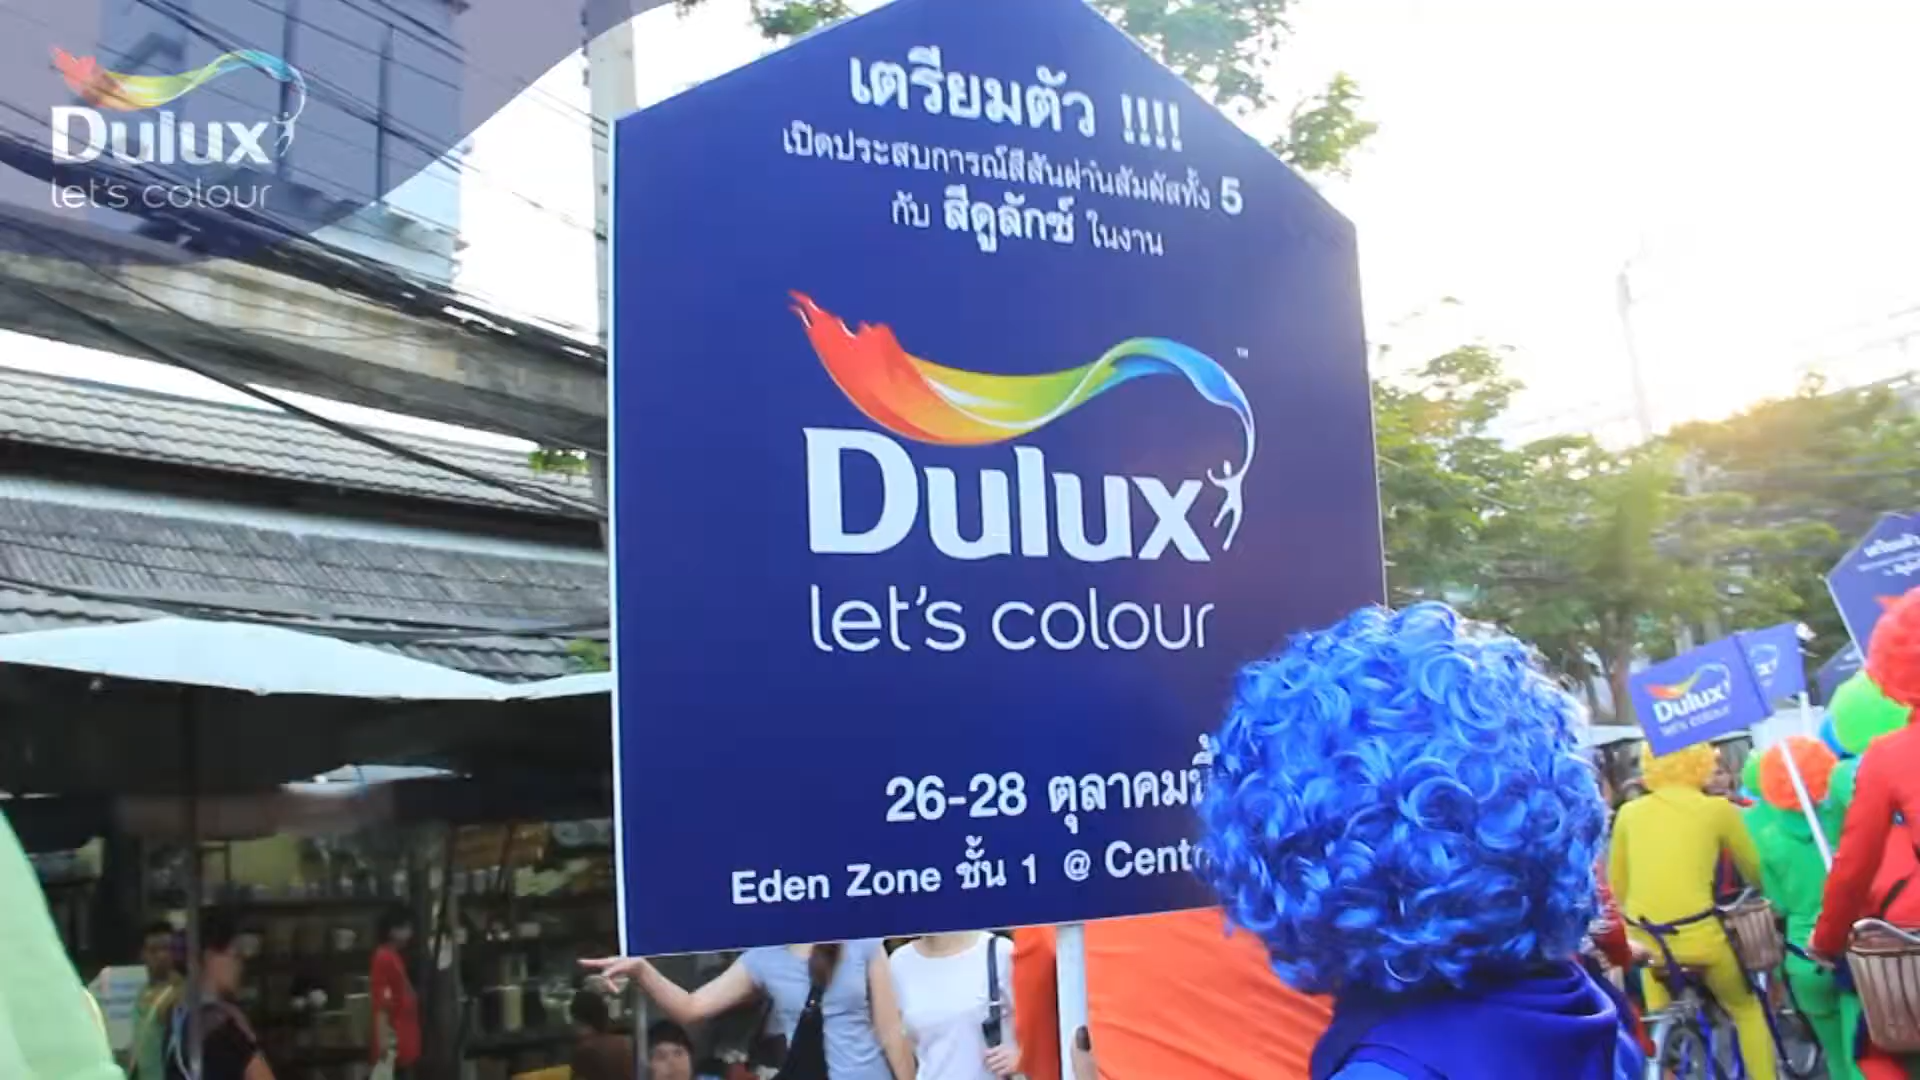 Dulux
let's colour
เตรียมตัว !!!!
เปิดประสบการณ์สีสันผ่านสัมผัสทั้ง 5
กับ สีดูลักซ์ ในงาน
Dulux
let's colour
26-28 ตุลาคมนี้
Eden Zone ชั้น 1 @ Centr
Dulux
let's colour